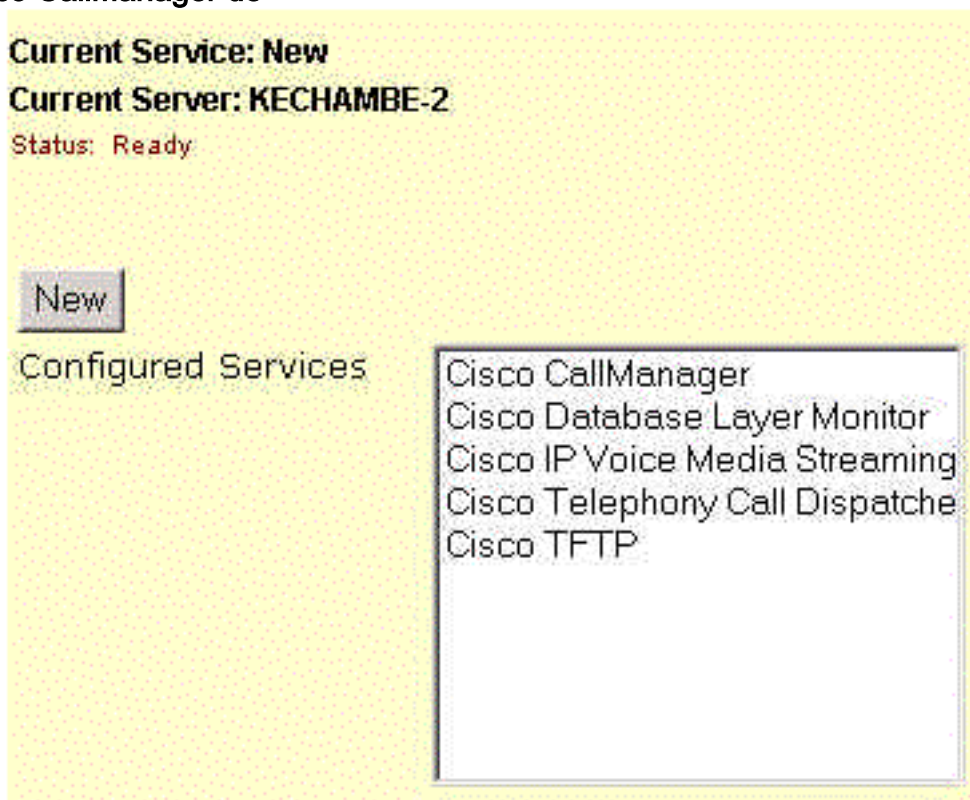 Current Service: New
Current Server: KECHAMBE-2
Status: Ready
New
Configured Services
Cisco CallManager
Cisco Database Layer Monitor
Cisco IP Voice Media Streaming
Cisco Telephony Call Dispatche
Cisco TFTP